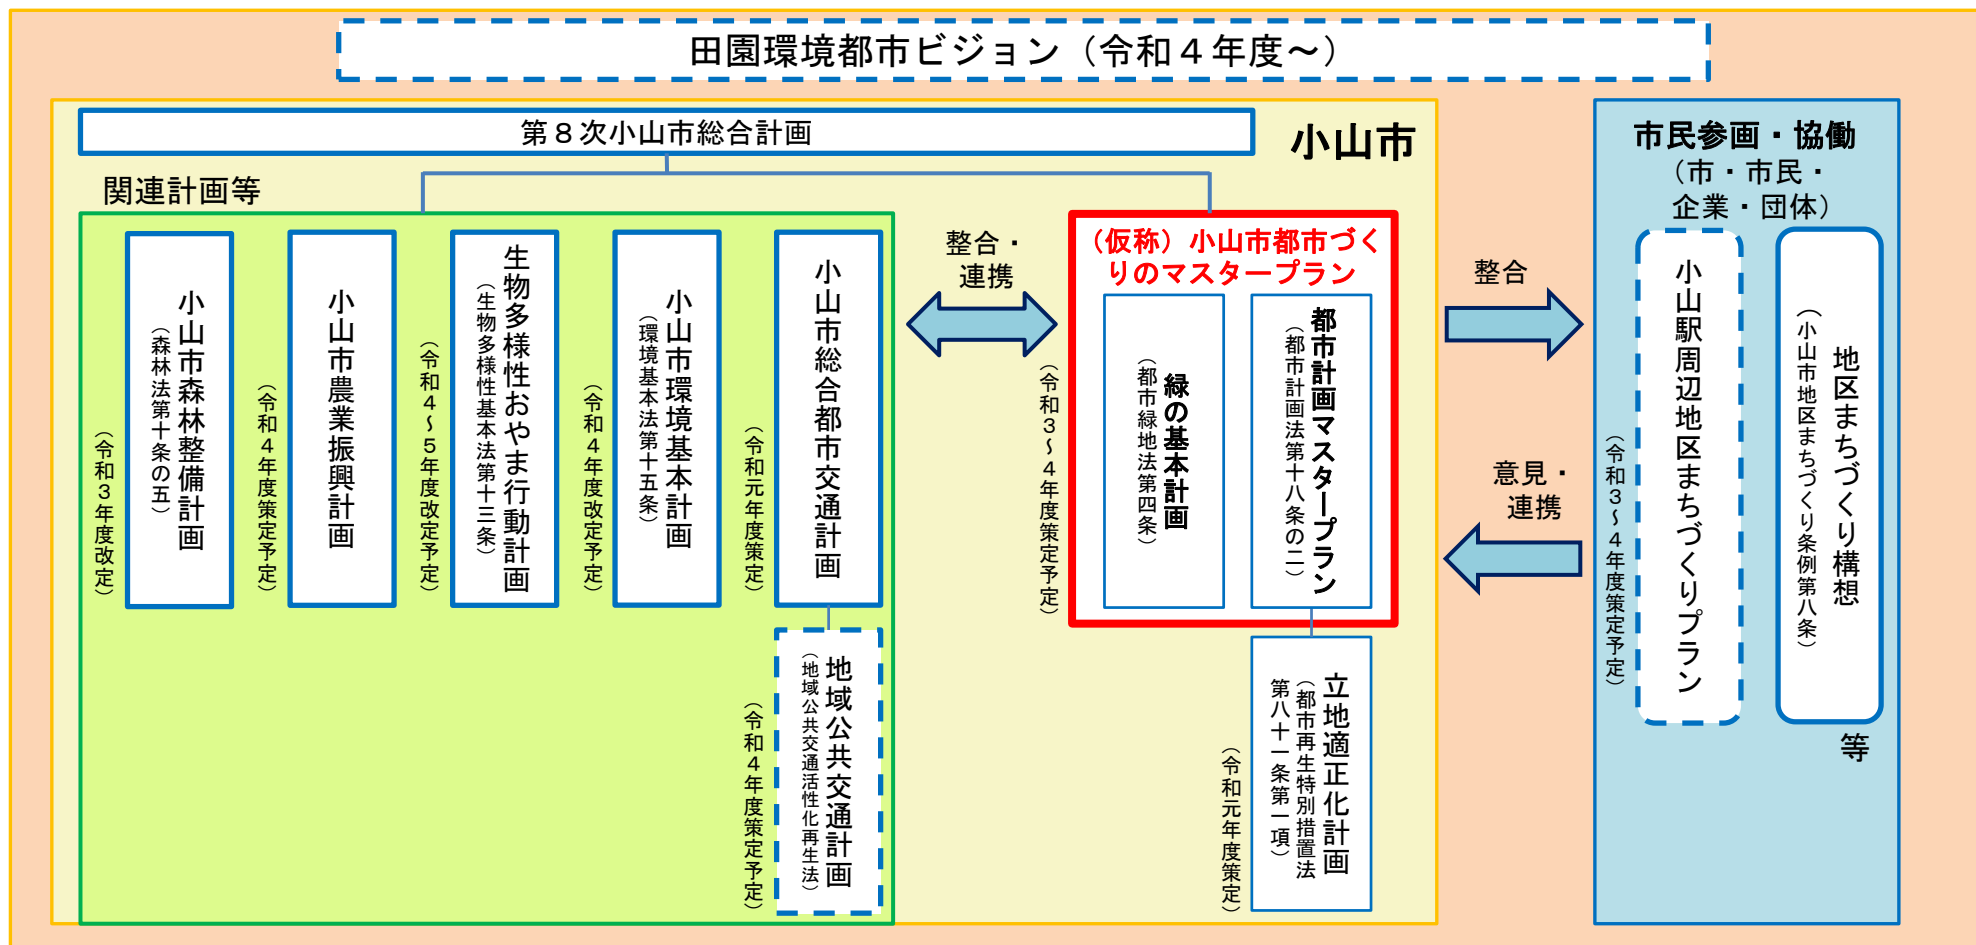 田園環境都市ビジョン（令和４年度～）
第８次小山市総合計画
小山市
関連計画等
小山市森林整備計画
（森林法第十条の五）
（令和３年度改定）
小山市農業振興計画
（令和４年度策定予定）
生物多様性おやま行動計画
（生物多様性基本法第十三条）
（令和４～５年度改定予定）
小山市環境基本計画
（環境基本法第十五条）
（令和４年度改定予定）
小山市総合都市交通計画
（令和元年度策定）
地域公共交通計画
（地域公共交通活性化再生法）
（令和４年度策定予定）
整合・
連携
（仮称）小山市都市づく
りのマスタープラン
緑の基本計画
（都市緑地法第四条）
都市計画マスタープラン
（都市計画法第十八条の二）
（令和３～４年度策定予定）
立地適正化計画
（都市再生特別措置法
第八十一条第一項）
（令和元年度策定）
整合
意見・
連携
市民参画・協働
（市・市民・
企業・団体）
小山駅周辺地区まちづくりプラン
（令和３～４年度策定予定）
地区まちづくり構想
（小山市地区まちづくり条例第八条）
等